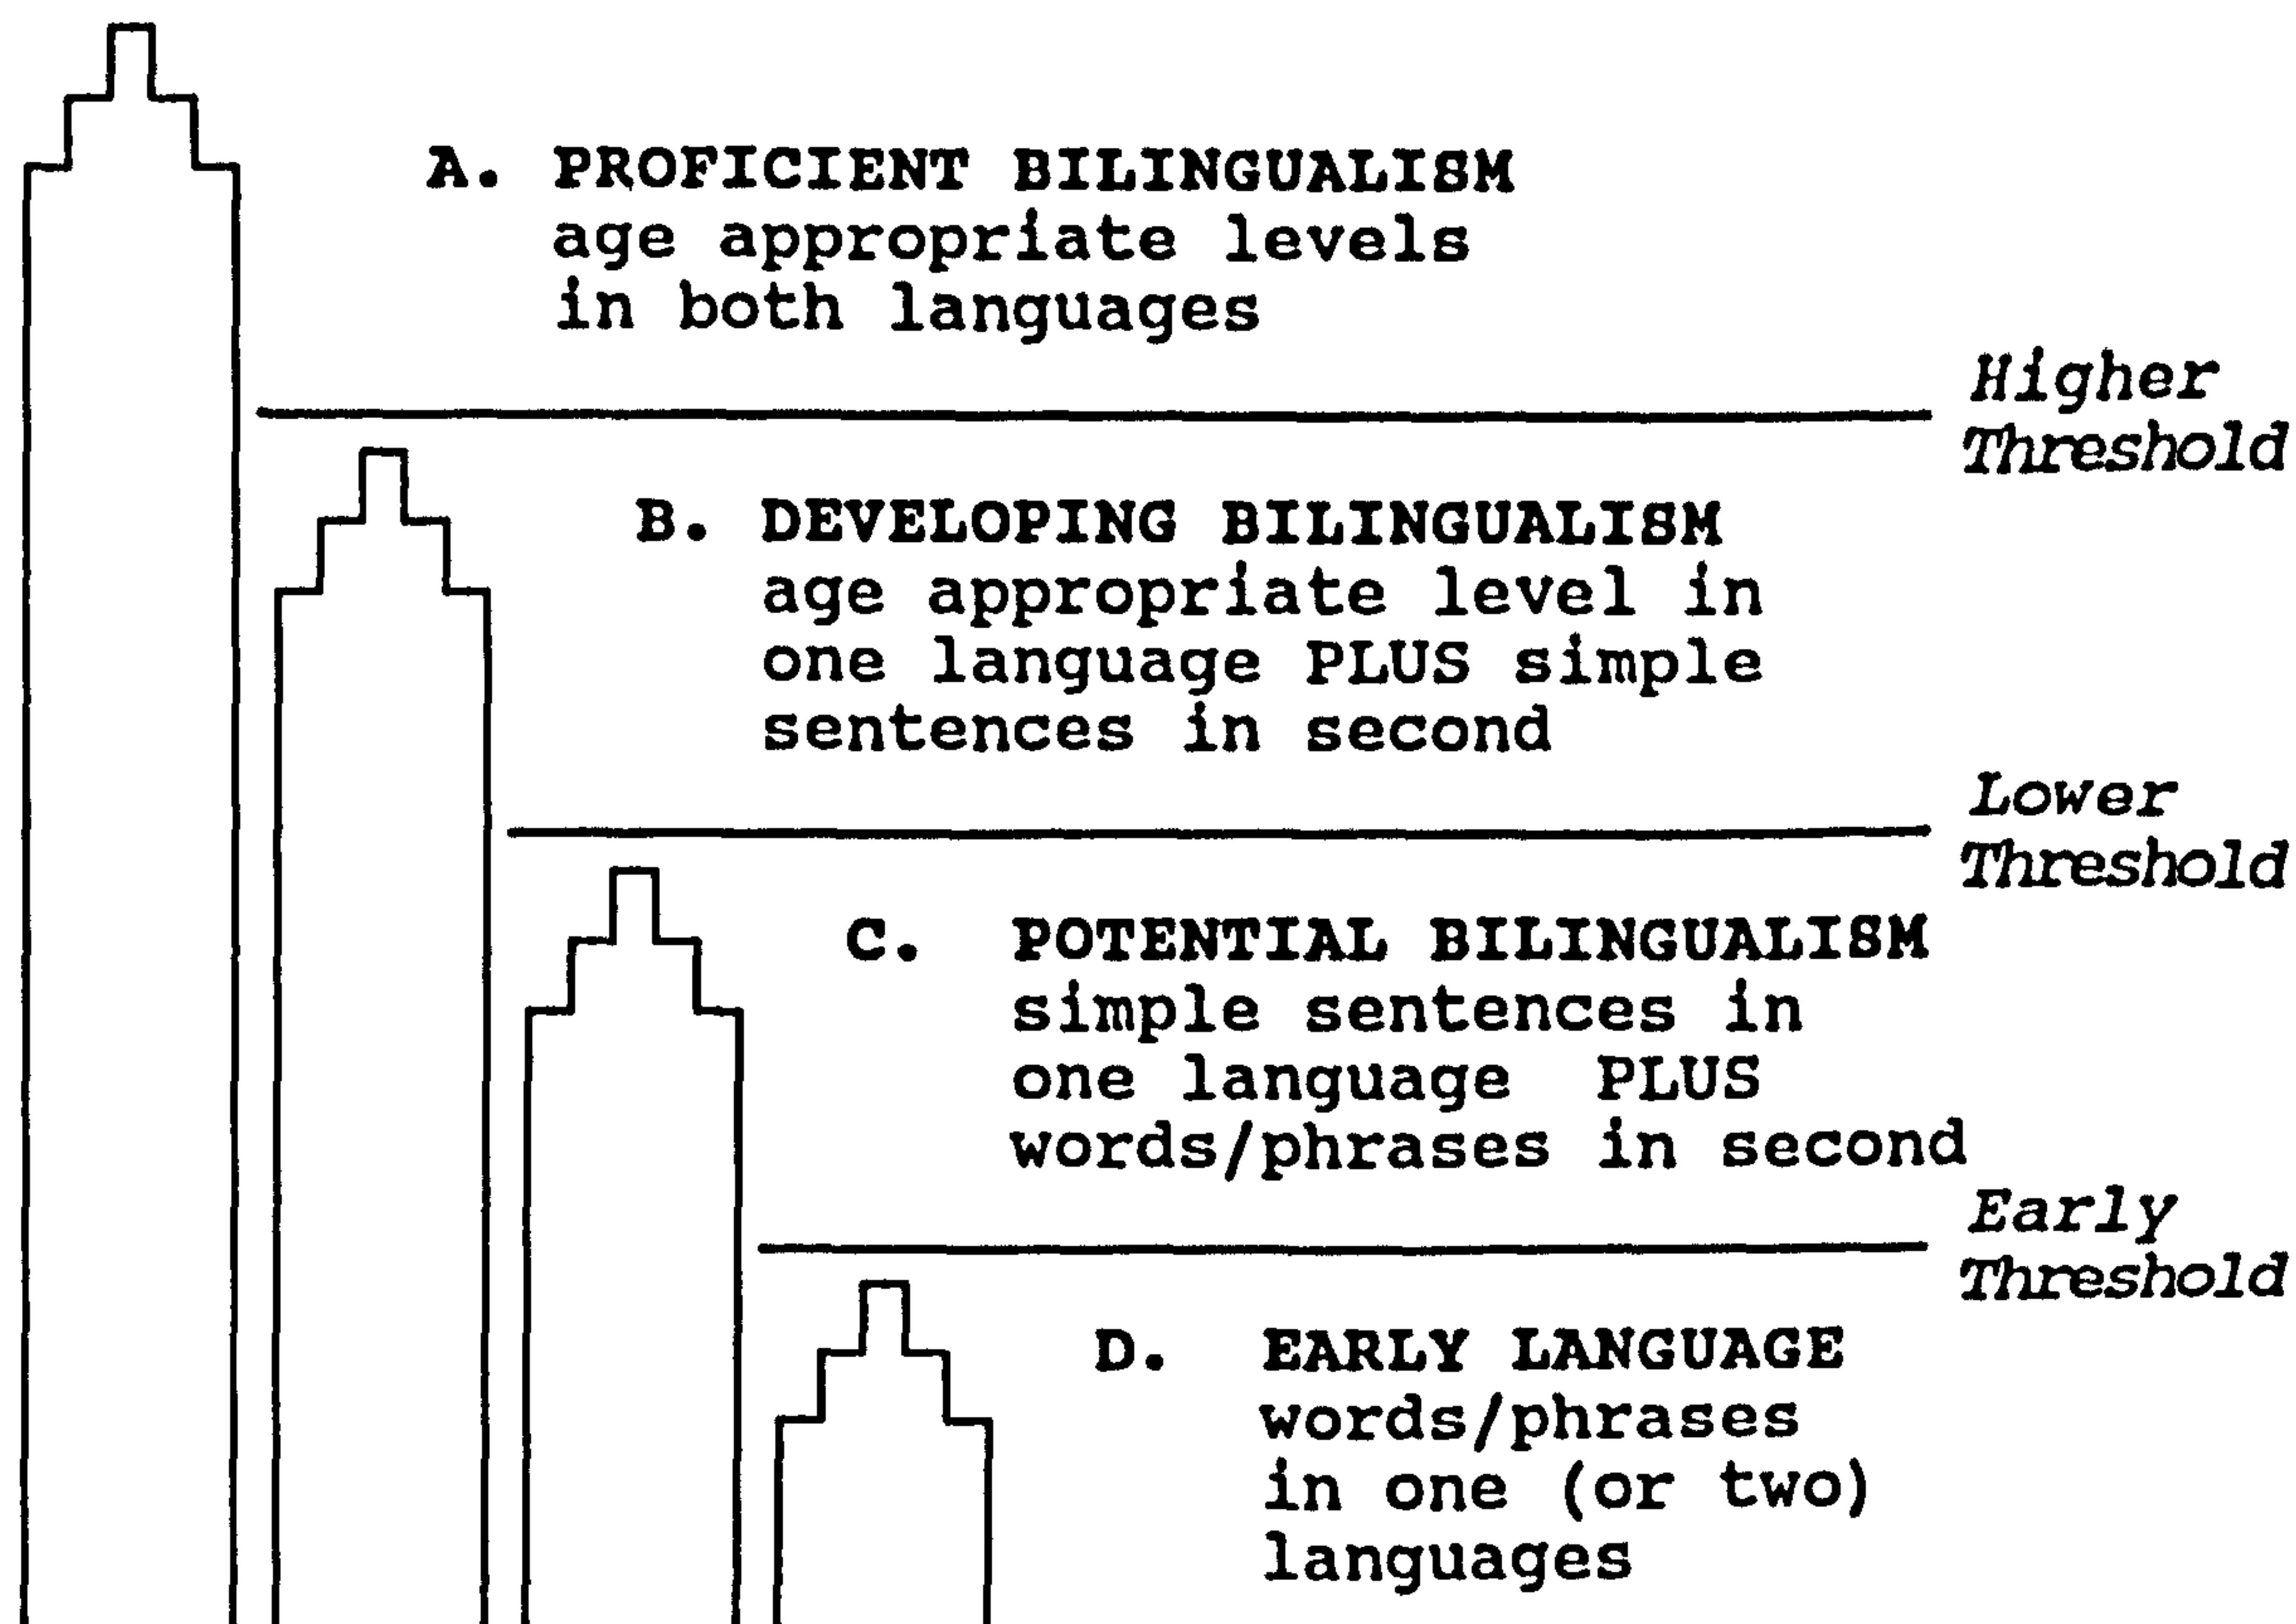 A. PROFICIENT BILINGUALISM
age appropriate levels
in both languages
Higher
Threshold
B. DEVELOPING BILINGUALISM
age appropriate level in
one language PLUS simple
sentences in second
Lower
Threshold
C. POTENTIAL BILINGUALISM
simple sentences in
one language PLUS
words/phrases in second
Early
Threshold
D. EARLY LANGUAGE
words/phrases
in one (or two)
languages